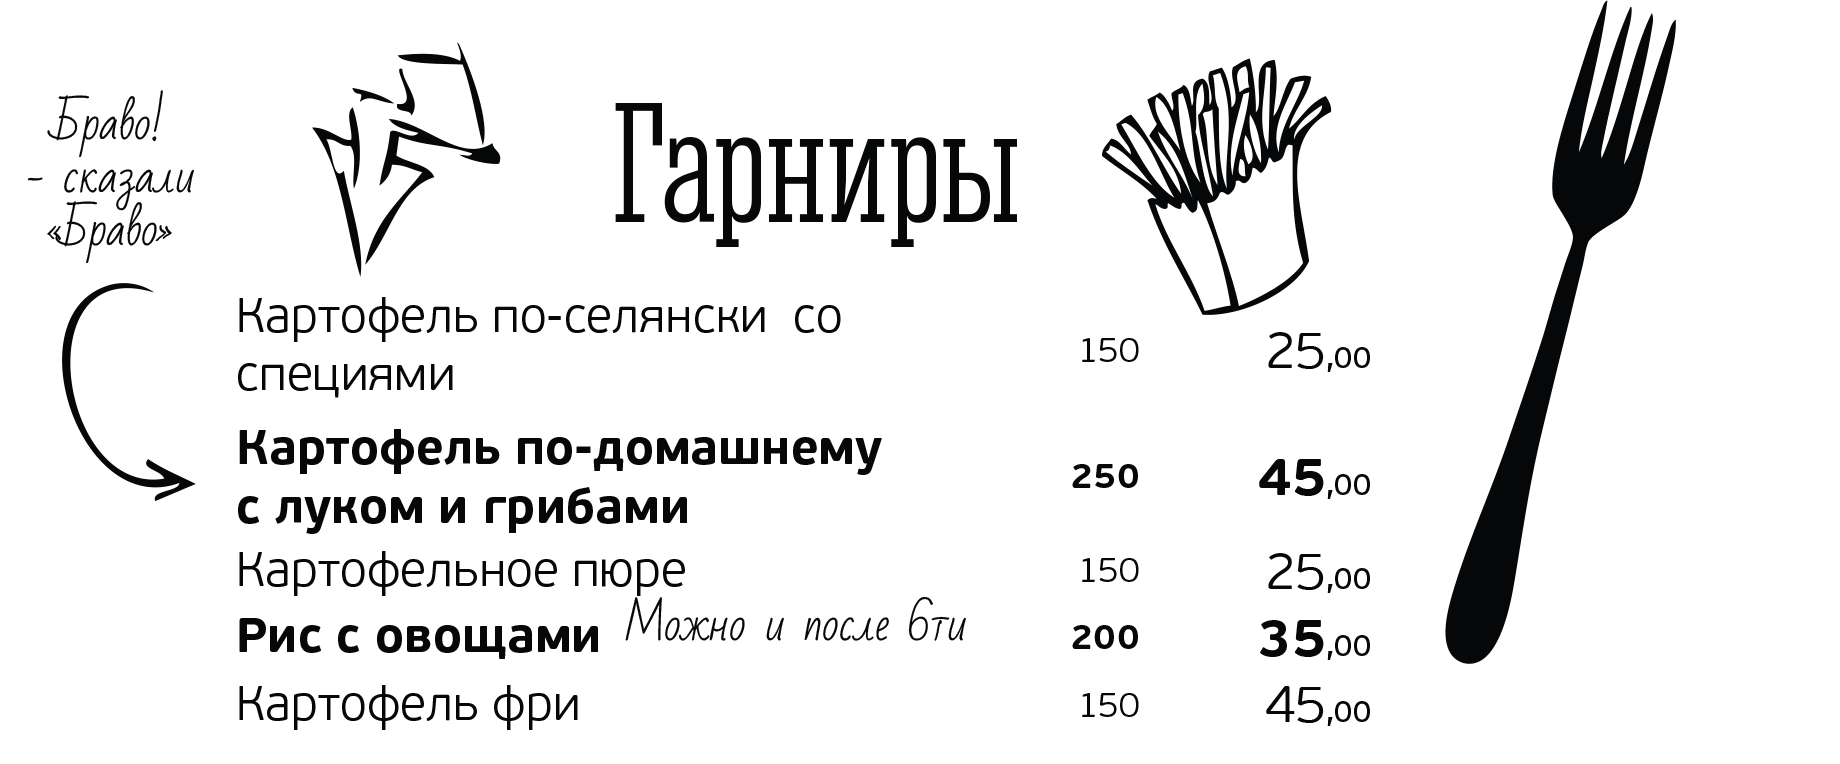 Браво!
- сказали
«Браво»
Гарниры
Картофель по-селянски со
специями
150 25,00
Картофель по-домашнему
с луком и грибами
250 45,00
Картофельное пюре 150 25,00
Рис с овощами Можно и после 6ти 200 35,00
Картофель фри 150 45,00